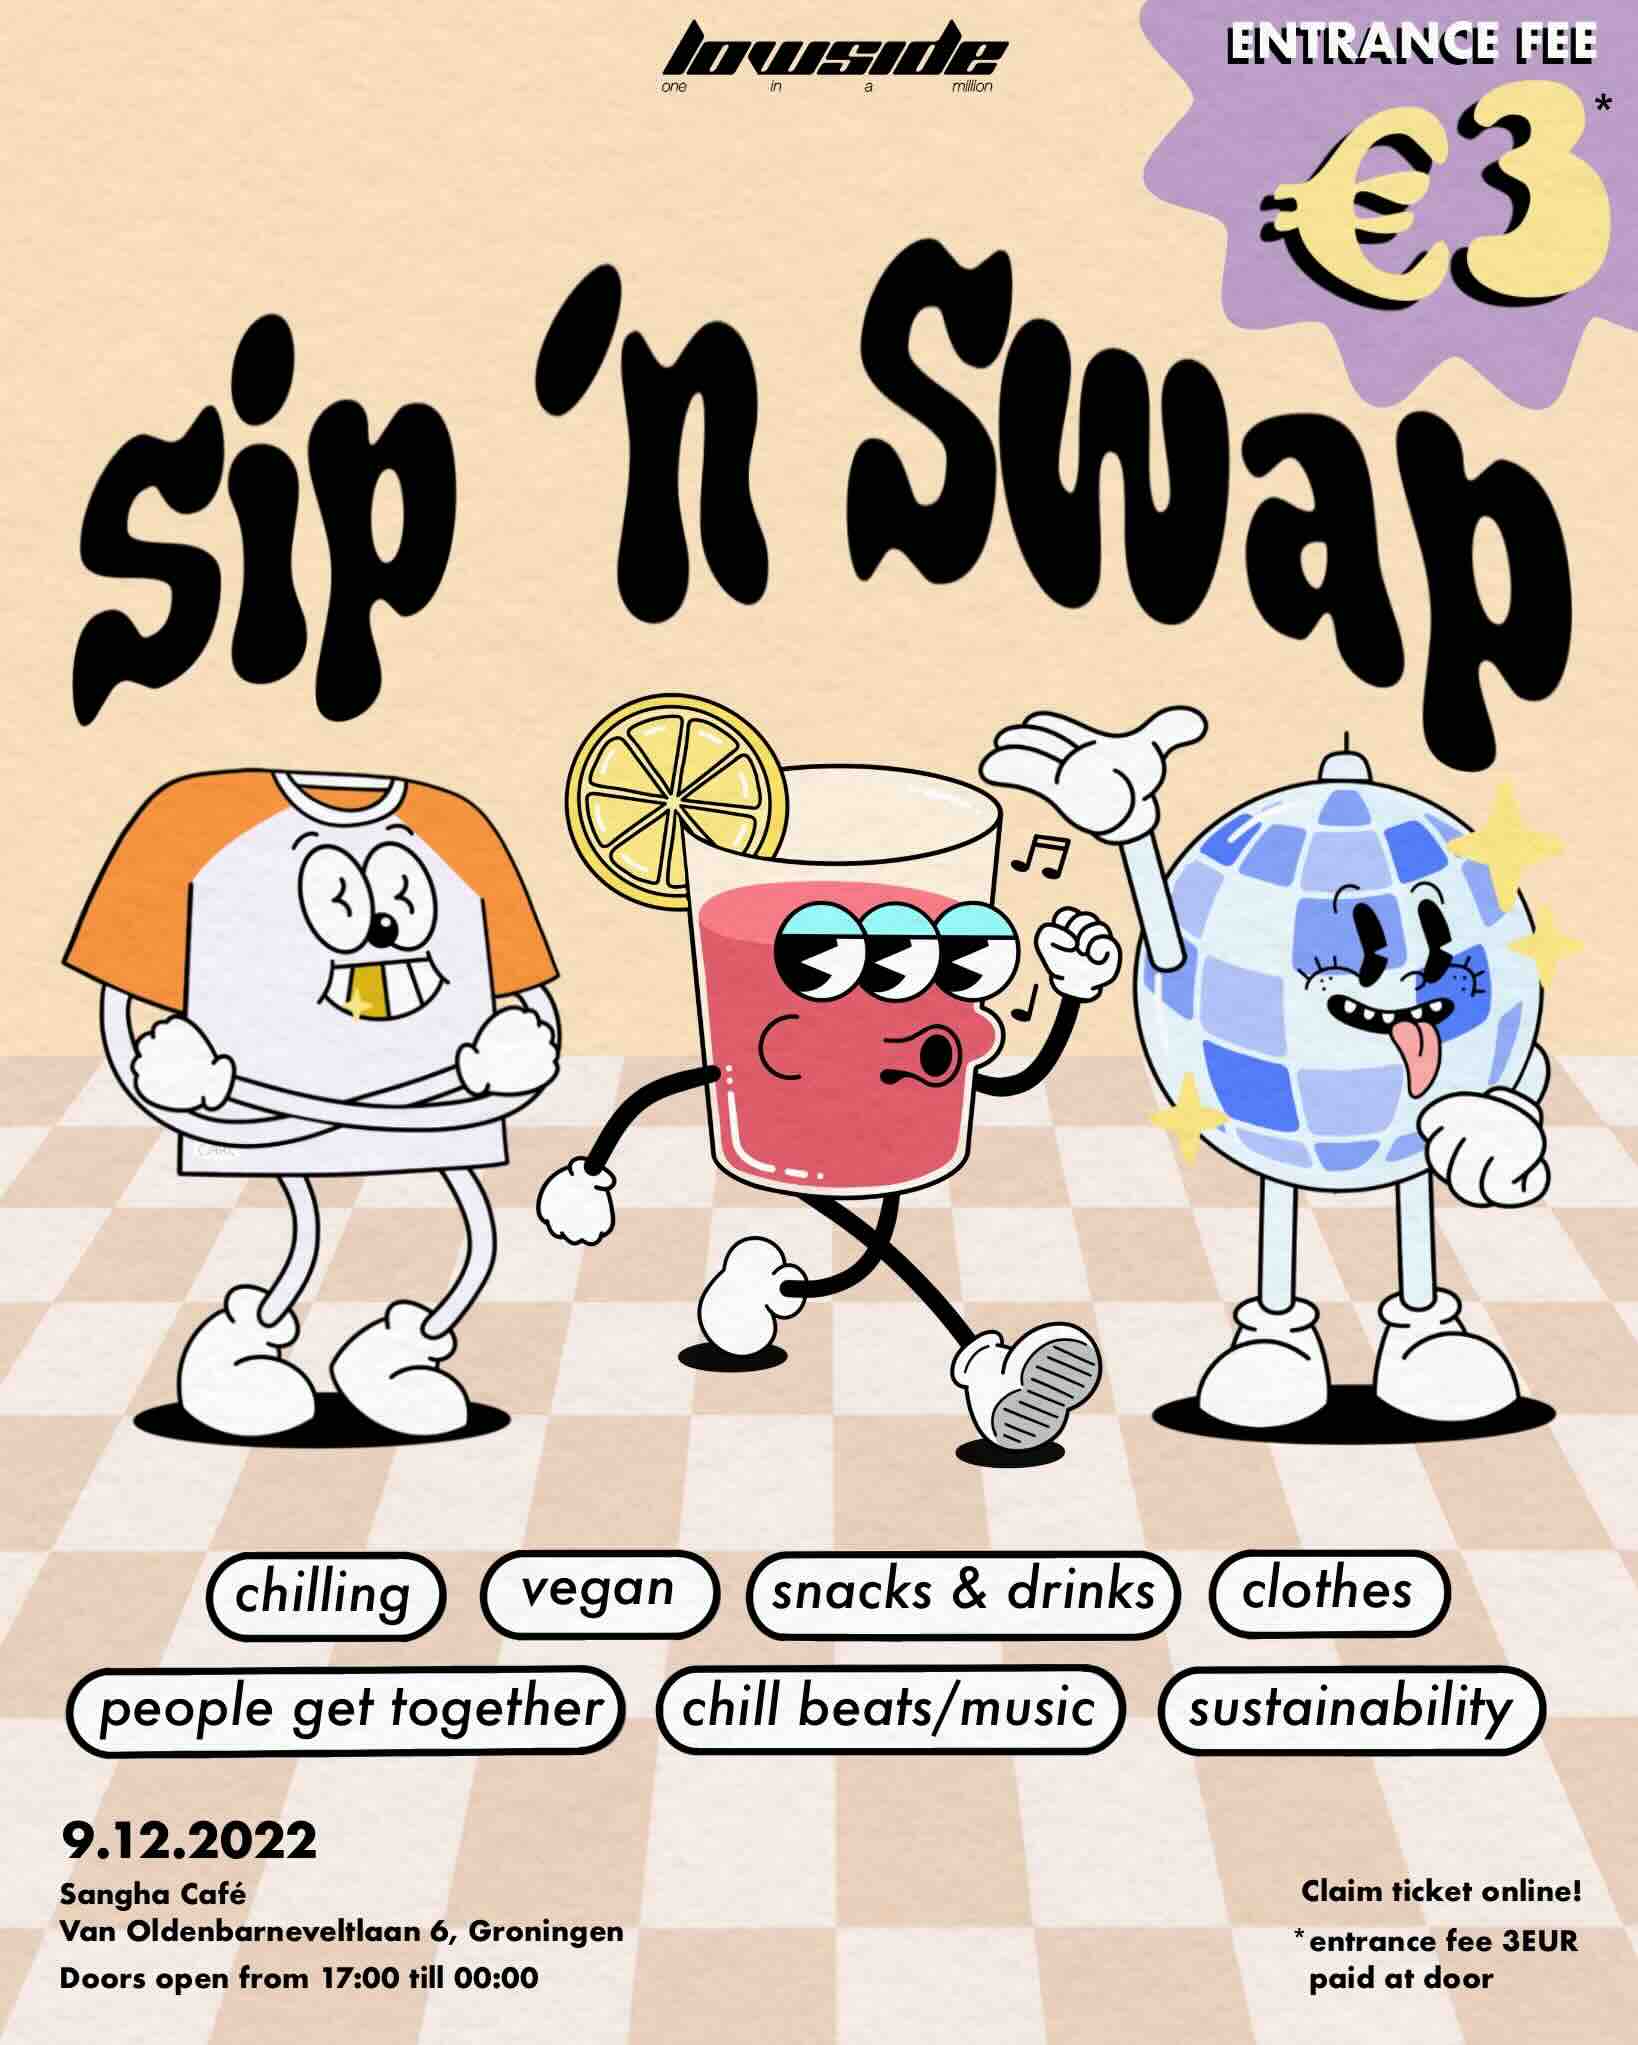 lowside
one in a million
ENTRANCE FEE
€3*
Sip 'n Swap
chilling
vegan
snacks & drinks
clothes
people get together
chill beats/music
sustainability
9.12.2022
Sangha Café
Van Oldenbarneveltlaan 6, Groningen
Doors open from 17:00 till 00:00
Claim ticket online!
*entrance fee 3EUR
paid at door